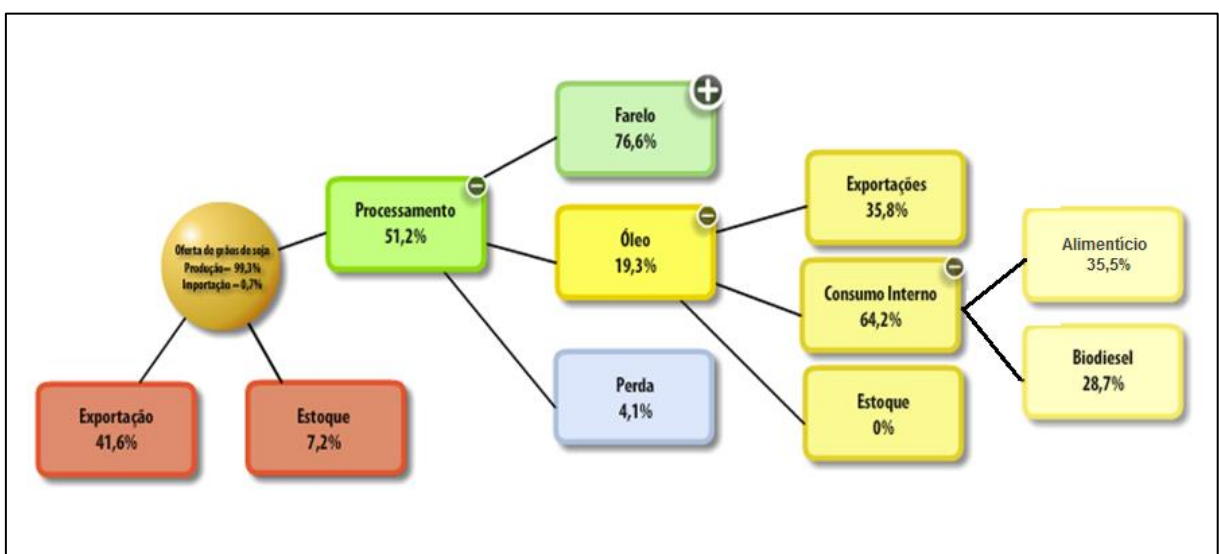 Oferta de grãos de soja
Produção – 99,3%
Importação – 0,7%
Exportação
41,6%
Estoque
7,2%
Processamento
51,2%
Farelo
76,6%
Óleo
19,3%
Perda
4,1%
Exportações
35,8%
Consumo Interno
64,2%
Estoque
0%
Alimentício
35,5%
Biodiesel
28,7%